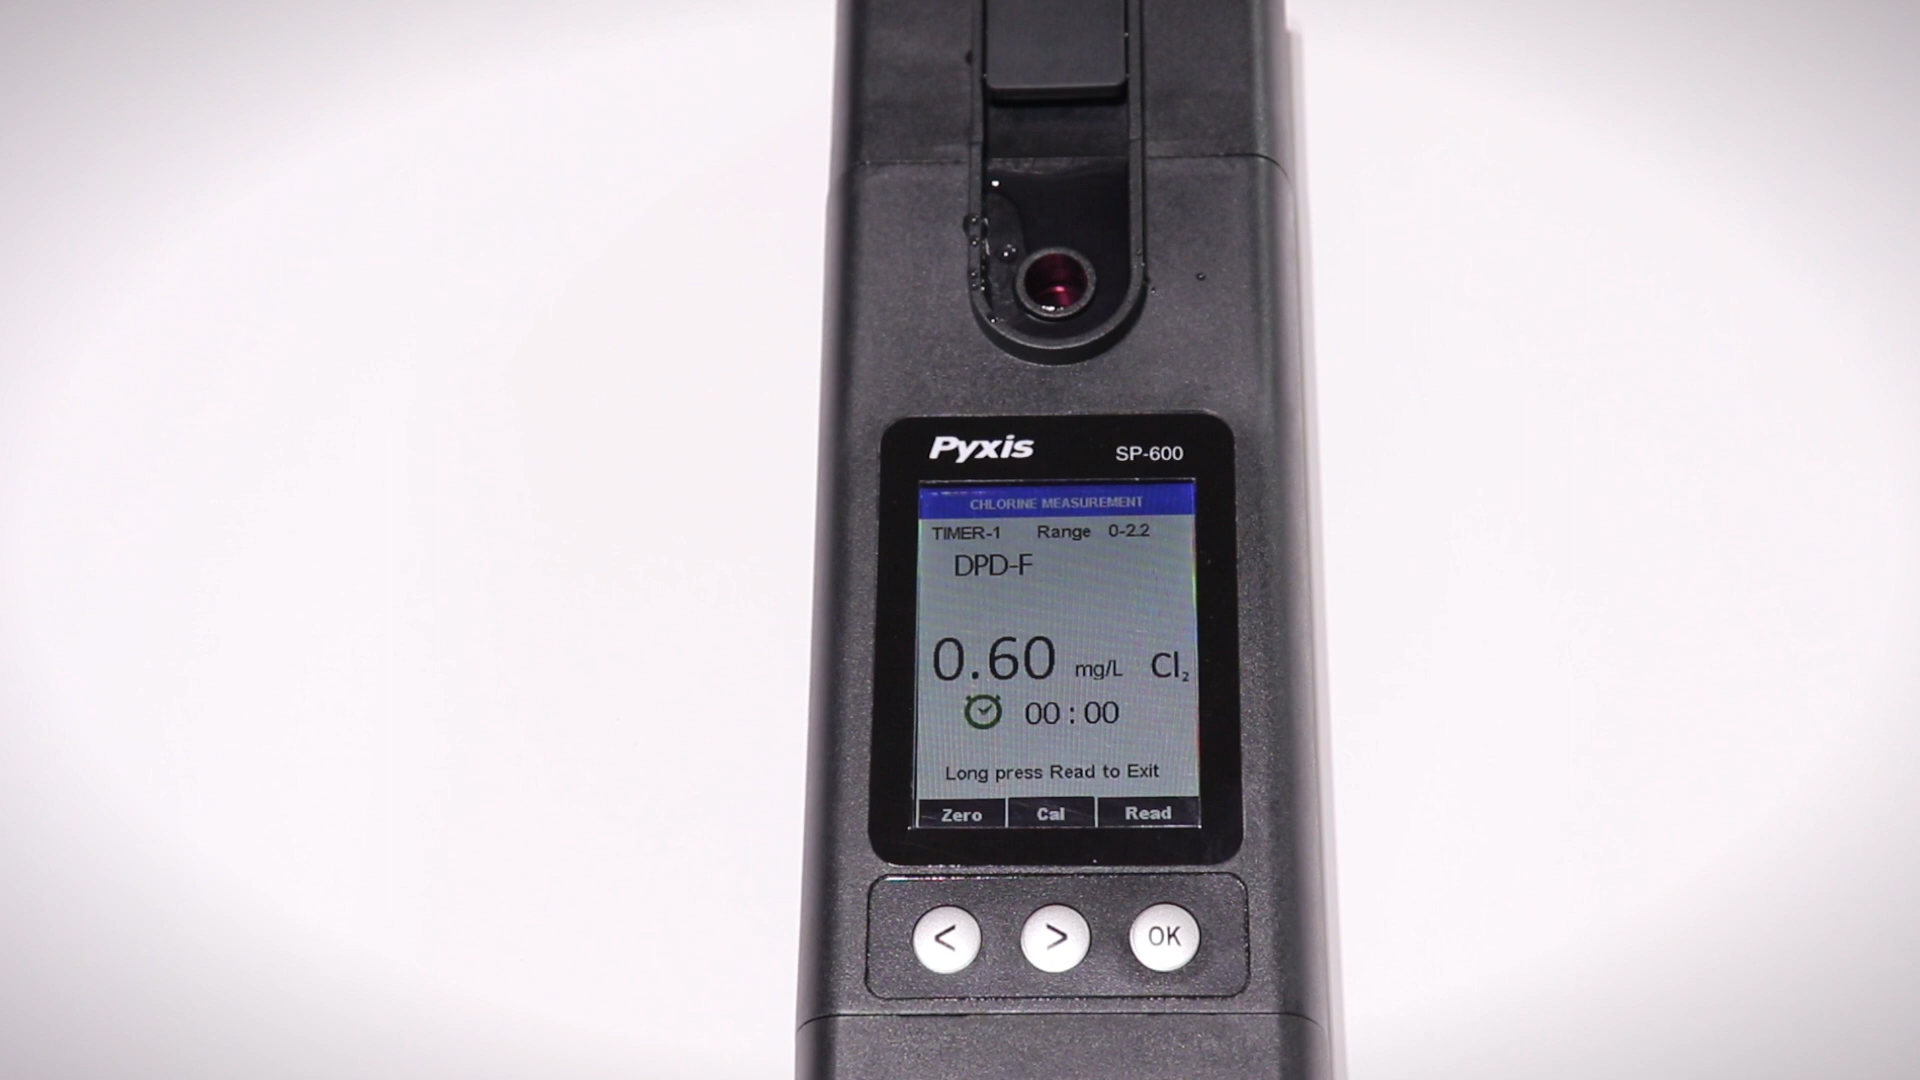 Pyxis SP-600
CHLORINE MEASUREMENT
TIMER-1 Range 0-2.2
DPD-F
0.60 mg/L Cl₂
00 : 00
Long press Read to Exit
Zero Cal Read
< > OK